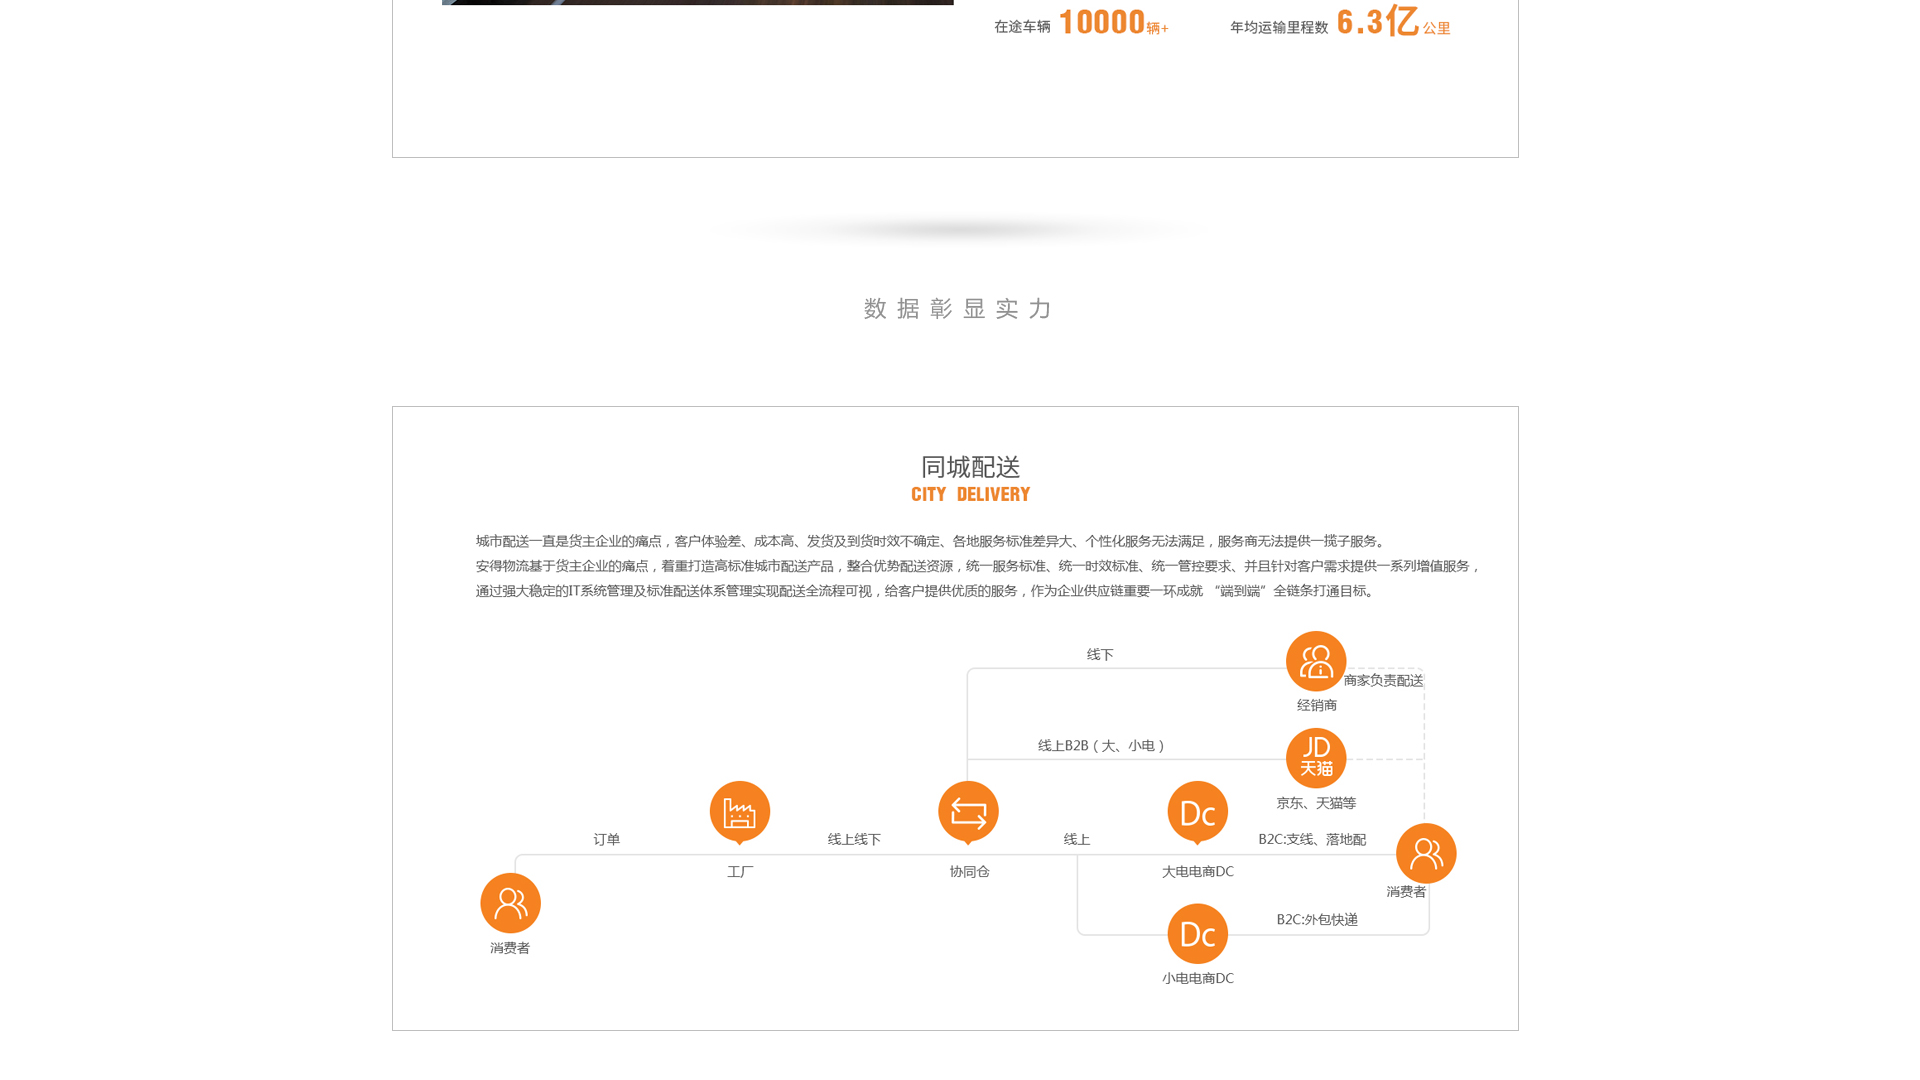 在途车辆 10000辆+ 年均运输里程数 6.3亿公里
数据彰显实力
同城配送
CITY DELIVERY
城市配送一直是货主企业的痛点，客户体验差、成本高、发货及到货时效不确定、各地服务标准差异大、个性化服务无法满足，服务商无法提供一揽子服务。
安得物流基于货主企业的痛点，着重打造高标准城市配送产品，整合优势配送资源，统一服务标准、统一时效标准、统一管控要求、并且针对客户需求提供一系列增值服务，
通过强大稳定的IT系统管理及标准配送体系管理实现配送全流程可视，给客户提供优质的服务，作为企业供应链重要一环成就 “端到端”全链条打通目标。
线下
商家负责配送
经销商
线上B2B（大、小电）
JD
天猫
京东、天猫等
订单
线上线下
线上
Dc
B2C:支线、落地配
工厂
协同仓
大电电商DC
消费者
B2C:外包快递
Dc
消费者
小电电商DC